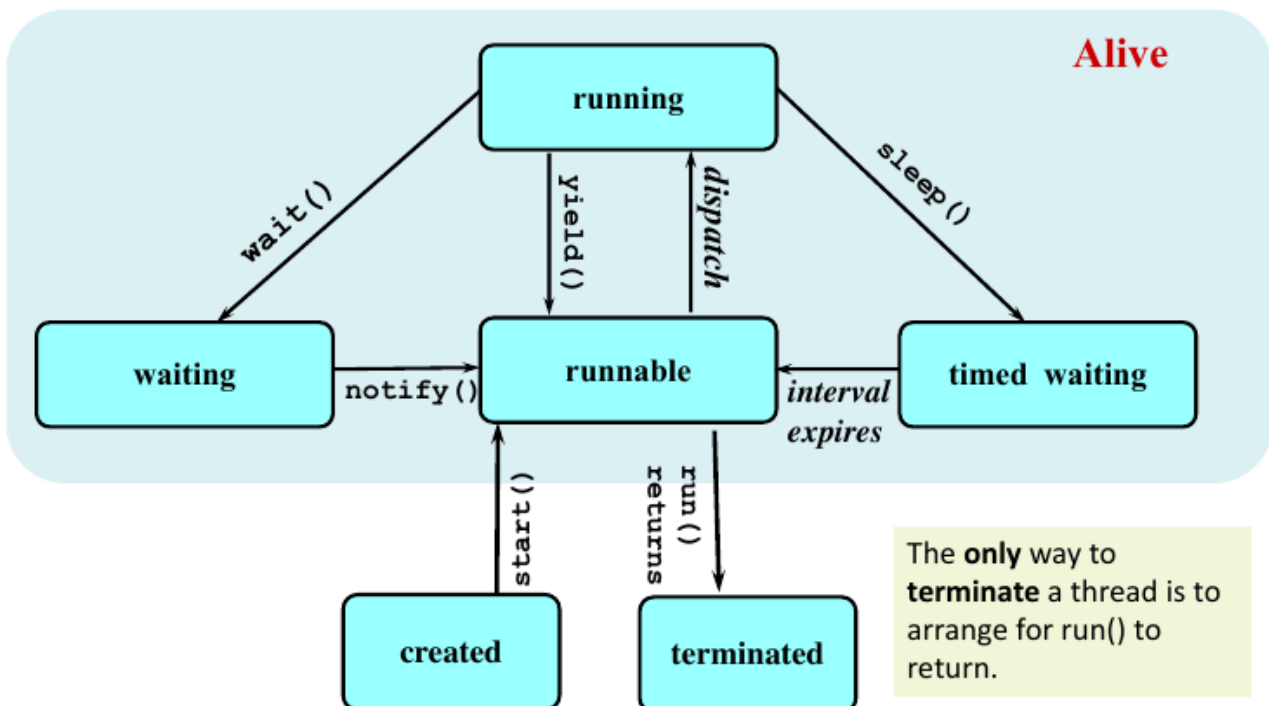 Alive
running
wait()
yield()
dispatch
sleep()
waiting
notify()
runnable
interval
expires
timed waiting
start()
run()
returns
created
terminated
The only way to
terminate a thread is to
arrange for run() to
return.